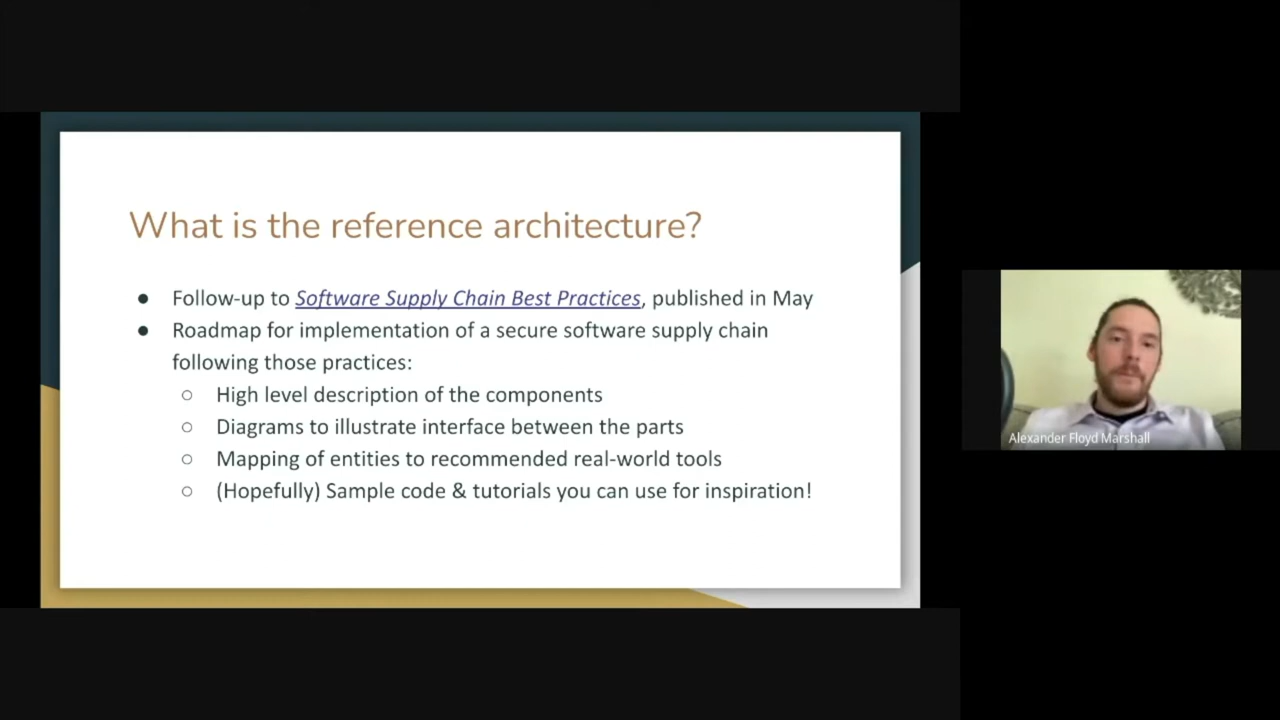 What is the reference architecture?
● Follow-up to Software Supply Chain Best Practices, published in May
● Roadmap for implementation of a secure software supply chain
following those practices:
○ High level description of the components
○ Diagrams to illustrate interface between the parts
○ Mapping of entities to recommended real-world tools
○ (Hopefully) Sample code & tutorials you can use for inspiration!
Alexander Floyd Marshall